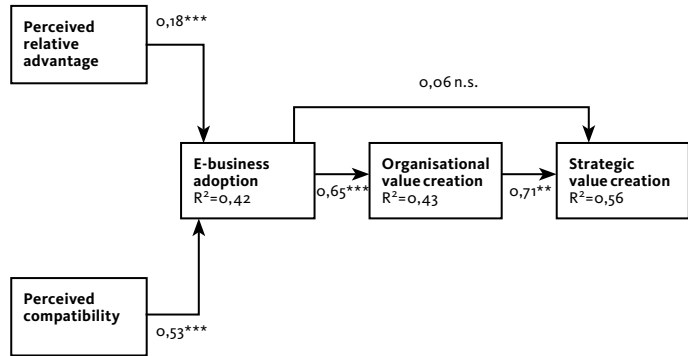 Perceived
relative
advantage
0,18***
0,06 n.s.
E-business
adoption
R²=0,42
0,65***
Organisational
value creation
R²=0,43
0,71**
Strategic
value creation
R²=0,56
Perceived
compatibility
0,53***